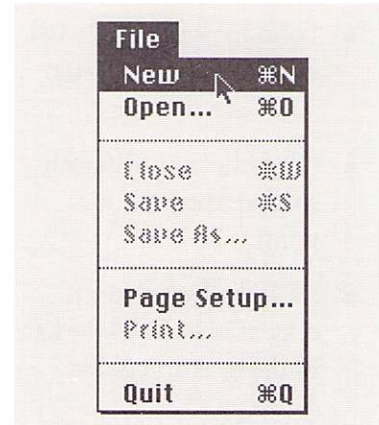 File
New ⌘N
Open... ⌘O
Close ⌘W
Save ⌘S
Save As...
Page Setup...
Print...
Quit ⌘Q